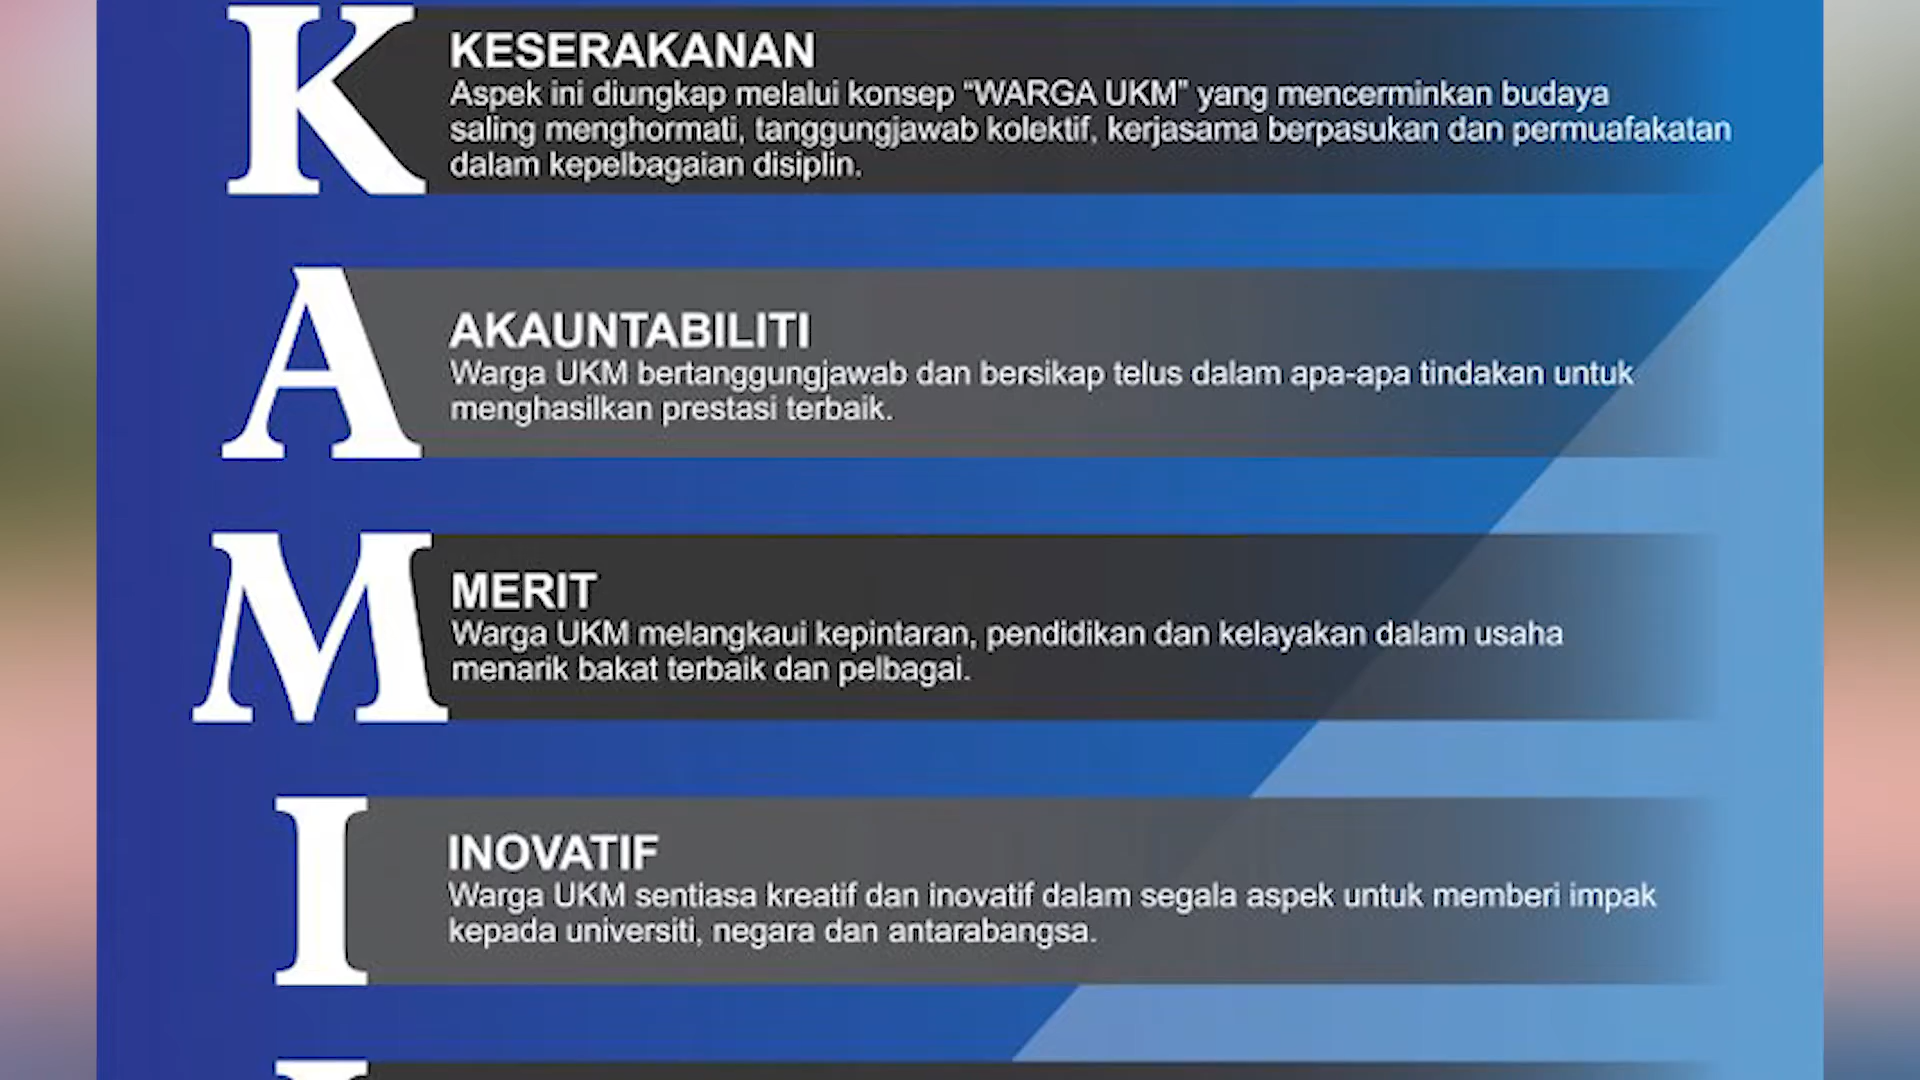 K
KESERAKANAN
Aspek ini diungkap melalui konsep “WARGA UKM” yang mencerminkan budaya
saling menghormati, tanggungjawab kolektif, kerjasama berpasukan dan permuafakatan
dalam kepelbagaian disiplin.
A
AKAUNTABILITI
Warga UKM bertanggungjawab dan bersikap telus dalam apa-apa tindakan untuk
menghasilkan prestasi terbaik.
M
MERIT
Warga UKM melangkaui kepintaran, pendidikan dan kelayakan dalam usaha
menarik bakat terbaik dan pelbagai.
I
INOVATIF
Warga UKM sentiasa kreatif dan inovatif dalam segala aspek untuk memberi impak
kepada universiti, negara dan antarabangsa.